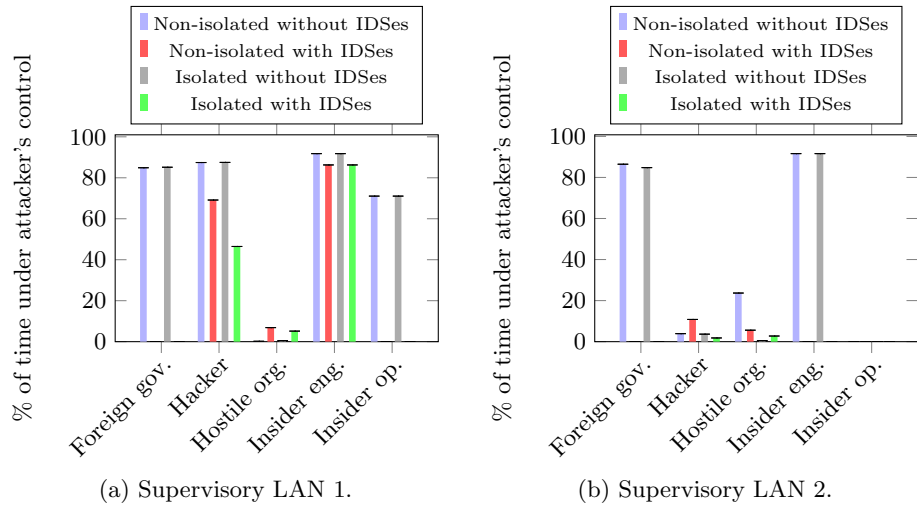 Non-isolated without IDSes
Non-isolated with IDSes
Isolated without IDSes
Isolated with IDSes
% of time under attacker's control
100
80
60
40
20
0
Foreign gov.
Hacker
Hostile org.
Insider eng.
Insider op.
(a) Supervisory LAN 1.
Non-isolated without IDSes
Non-isolated with IDSes
Isolated without IDSes
Isolated with IDSes
% of time under attacker's control
100
80
60
40
20
0
Foreign gov.
Hacker
Hostile org.
Insider eng.
Insider op.
(b) Supervisory LAN 2.